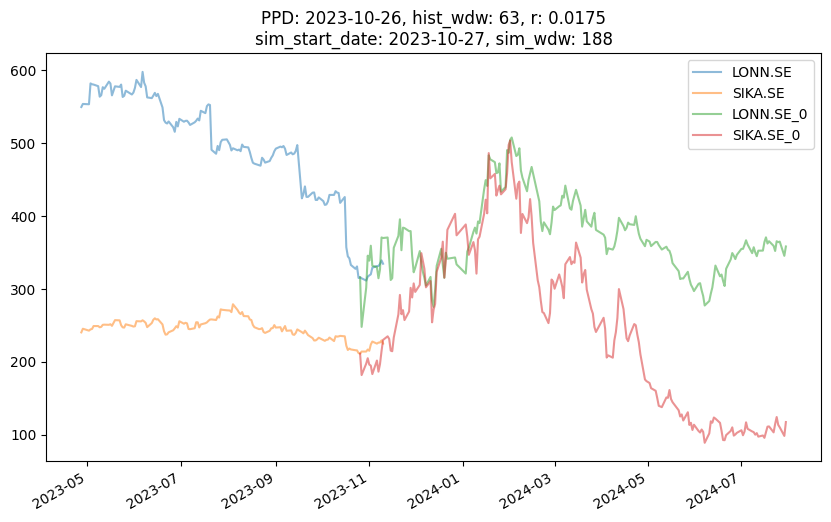 PPD: 2023-10-26, hist_wdw: 63, r: 0.0175
sim_start_date: 2023-10-27, sim_wdw: 188
LONN.SE
SIKA.SE
LONN.SE_0
SIKA.SE_0
600
500
400
300
200
100
2023-05
2023-07
2023-09
2023-11
2024-01
2024-03
2024-05
2024-07